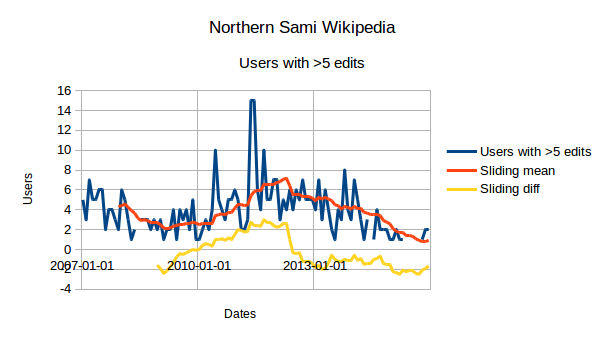 Northern Sami Wikipedia
Users with >5 edits
16
14
12
10
8
6
4
2
0
-2
-4
2007-01-01 2010-01-01 2013-01-01
Users
Dates
Users with >5 edits
Sliding mean
Sliding diff